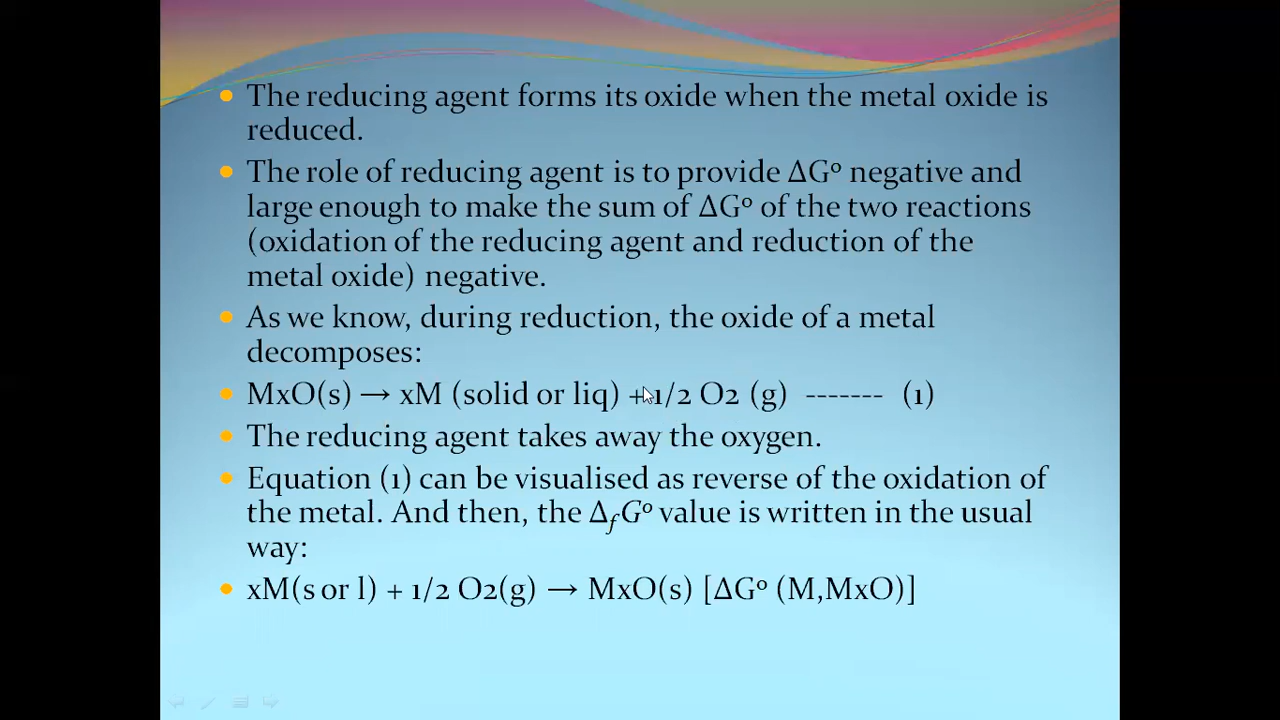 The reducing agent forms its oxide when the metal oxide is
reduced.
The role of reducing agent is to provide ΔGº negative and
large enough to make the sum of ΔGº of the two reactions
(oxidation of the reducing agent and reduction of the
metal oxide) negative.
As we know, during reduction, the oxide of a metal
decomposes:
MxO(s) → xM (solid or liq) + 1/2 O2 (g) ------- (1)
The reducing agent takes away the oxygen.
Equation (1) can be visualised as reverse of the oxidation of
the metal. And then, the Δf Gº value is written in the usual
way:
xM(s or l) + 1/2 O2(g) → MxO(s) [ΔGº (M,MxO)]